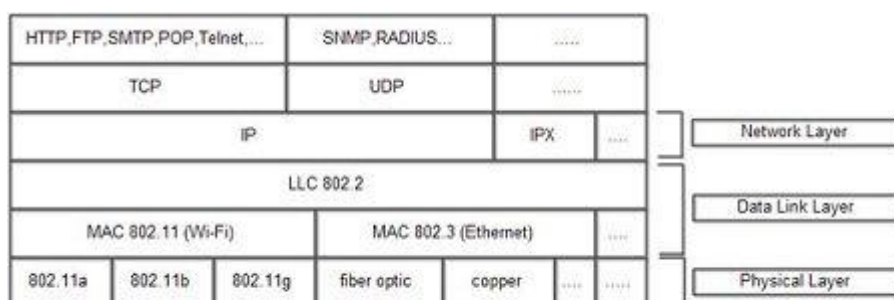 HTTP,FTP,SMTP,POP,Telnet,... SNMP,RADIUS... .....
TCP UDP ......
IP IPX .... Network Layer
LLC 802.2
Data Link Layer
MAC 802.11 (Wi-Fi) MAC 802.3 (Ethernet) ....
802.11a 802.11b 802.11g fiber optic copper .... ..... Physical Layer